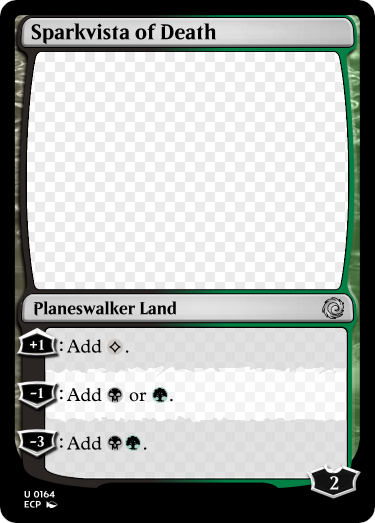 Sparkvista of Death
Planeswalker Land
+1: Add .
-1: Add or .
-3: Add .
2
U 0164
ECP